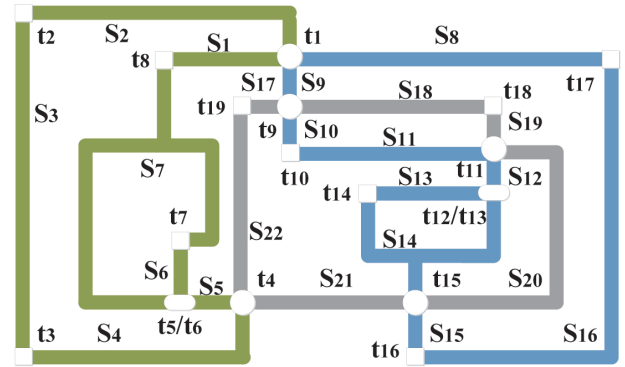 t2
S2
t1
S8
t8
S1
t17
S17
S9
S18
t18
S3
t19
t9
S10
S11
S19
S7
t10
t11
S12
t14
S13
t12/t13
t7
S22
S14
S6
S5
t4
S21
t15
S20
t5/t6
t3
S4
t16
S15
S16